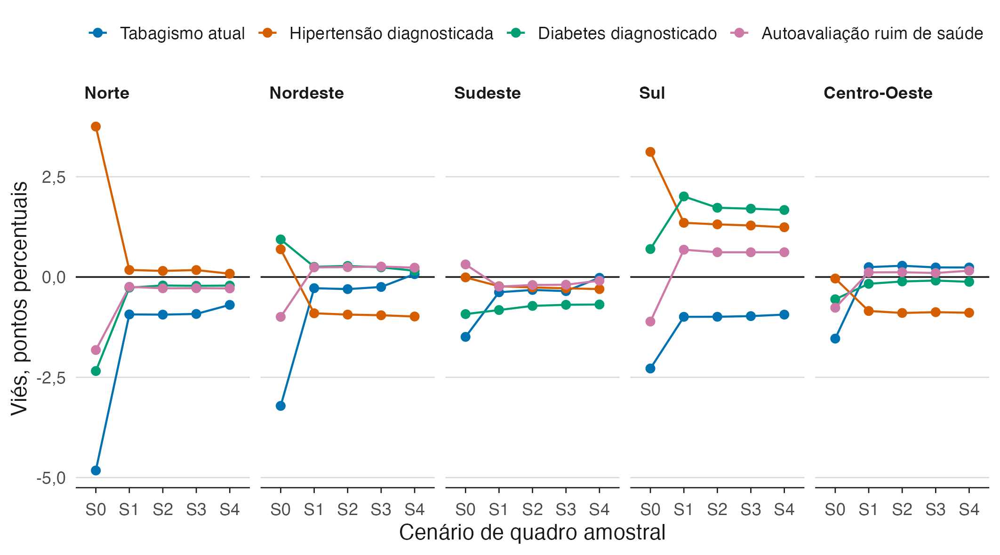 Tabagismo atual Hipertensão diagnosticada Diabetes diagnosticado Autoavaliação ruim de saúde
Norte Nordeste Sudeste Sul Centro-Oeste
Viés, pontos percentuais
2,5
0,0
-2,5
-5,0
S0 S1 S2 S3 S4 S0 S1 S2 S3 S4 S0 S1 S2 S3 S4 S0 S1 S2 S3 S4 S0 S1 S2 S3 S4
Cenário de quadro amostral